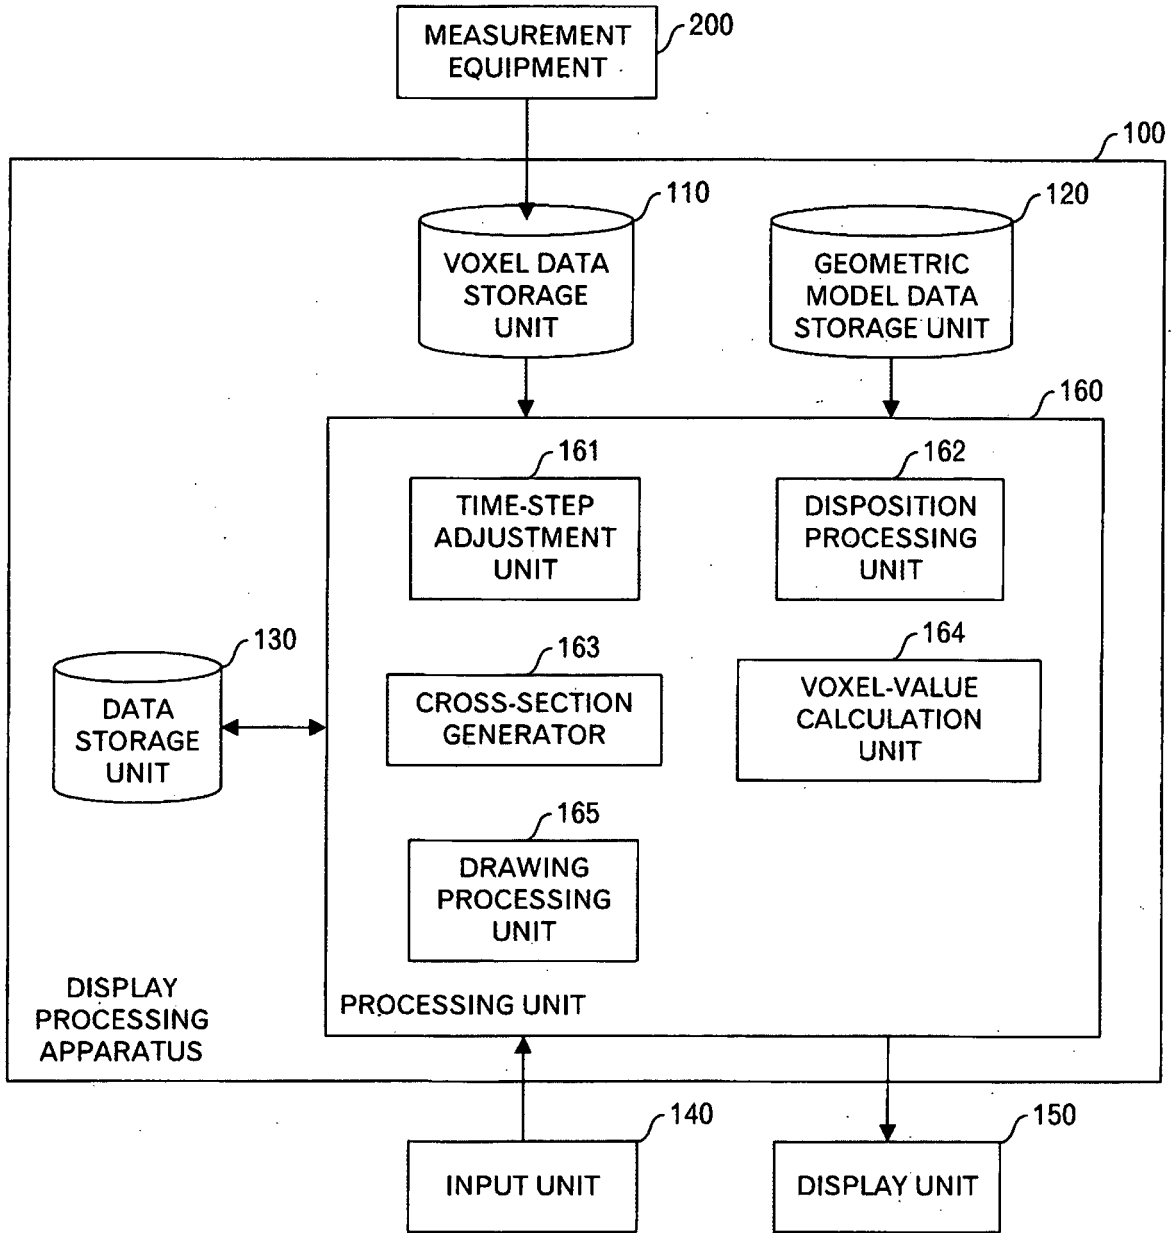 MEASUREMENT
EQUIPMENT
200
100
110
120
VOXEL DATA
STORAGE
UNIT
GEOMETRIC
MODEL DATA
STORAGE UNIT
160
161
162
TIME-STEP
ADJUSTMENT
UNIT
DISPOSITION
PROCESSING
UNIT
130
163
164
DATA
STORAGE
UNIT
CROSS-SECTION
GENERATOR
VOXEL-VALUE
CALCULATION
UNIT
165
DRAWING
PROCESSING
UNIT
DISPLAY
PROCESSING
APPARATUS
PROCESSING UNIT
140
150
INPUT UNIT
DISPLAY UNIT